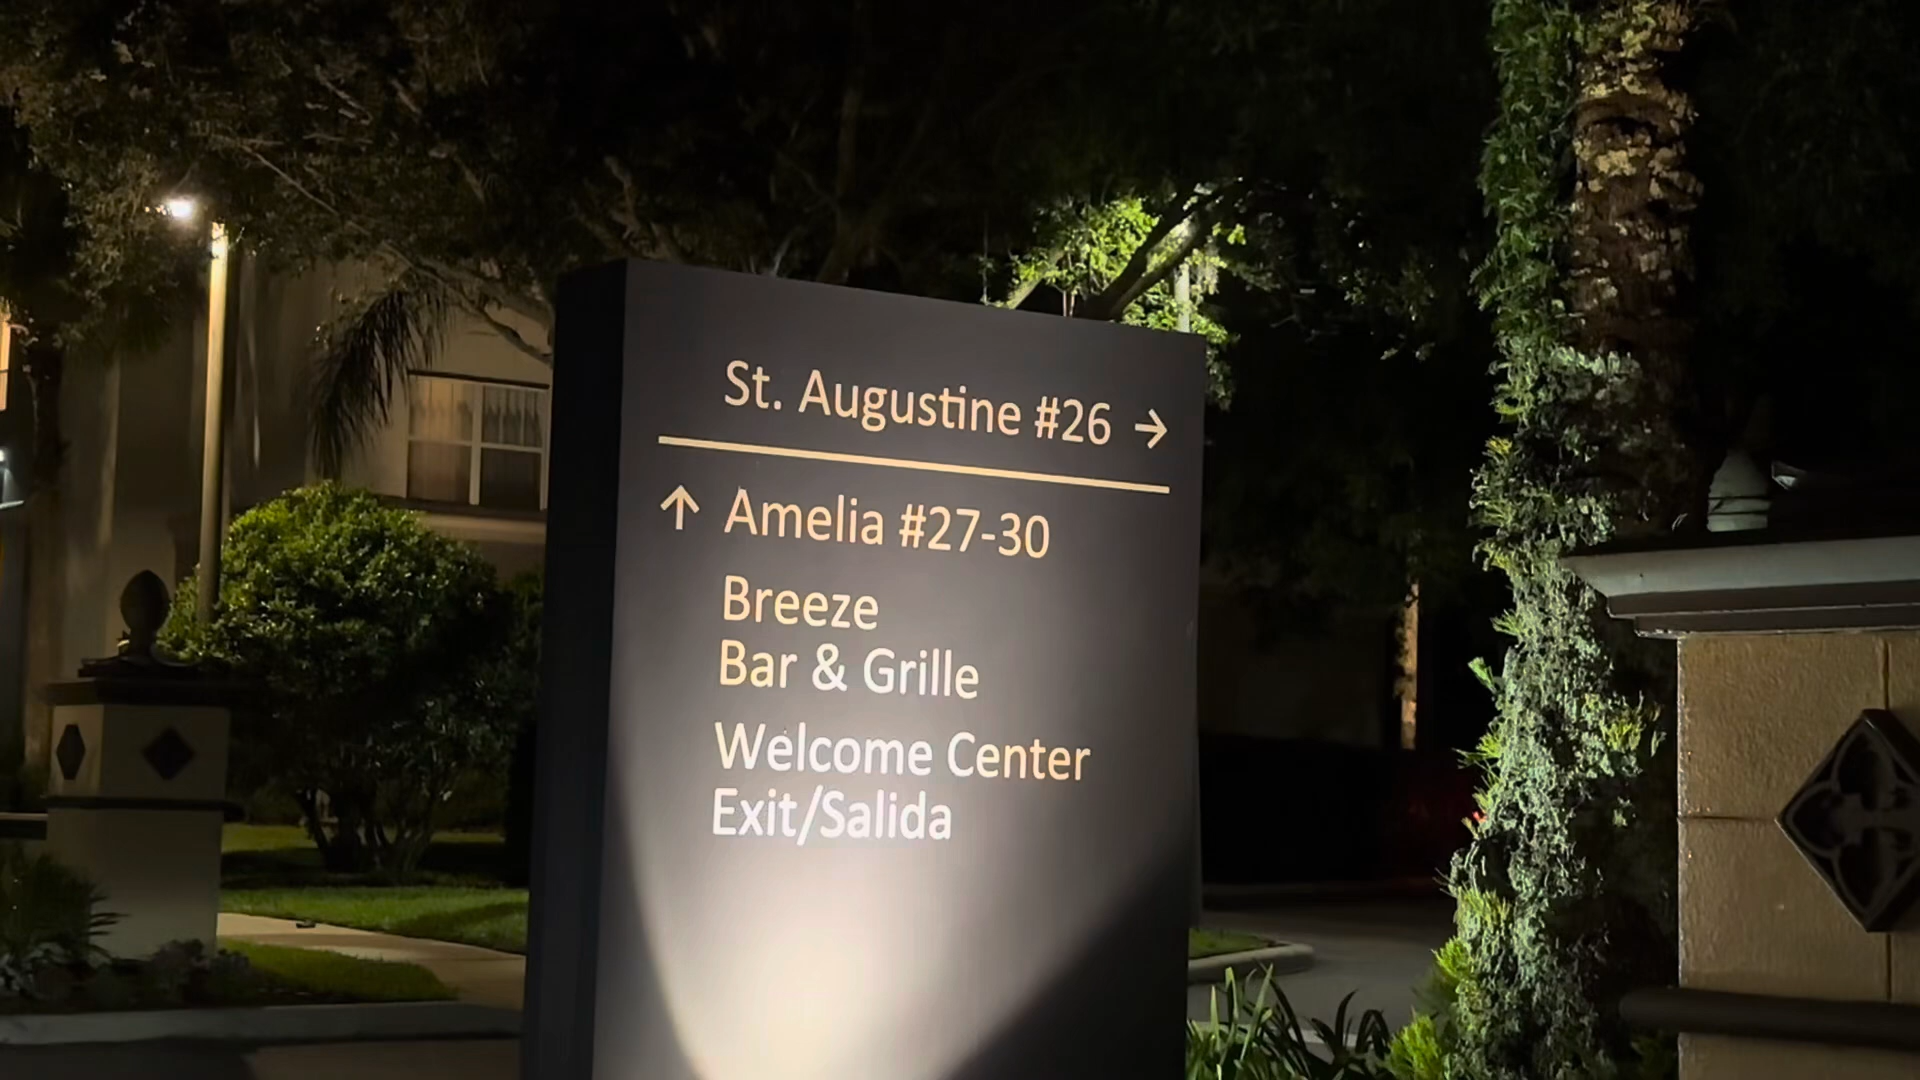 St. Augustine #26 →
↑ Amelia #27-30
Breeze
Bar & Grille
Welcome Center
Exit/Salida